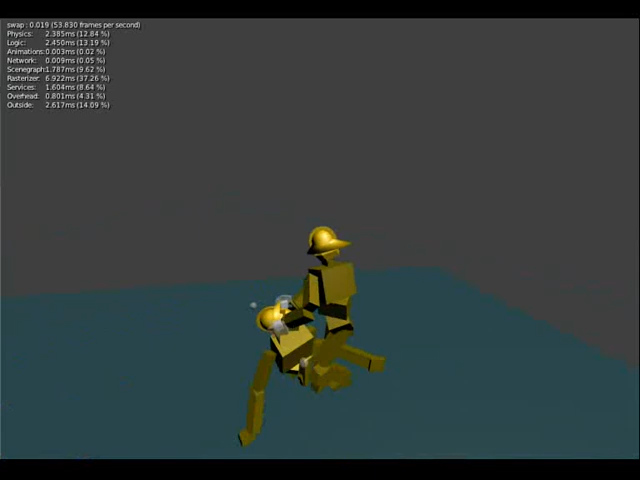 swap : 0.019 (53.830 frames per second)
Physics: 2.385ms (12.84 %)
Logic: 2.450ms (13.19 %)
Animations: 0.003ms (0.02 %)
Network: 0.009ms (0.05 %)
Scenegraph: 1.787ms (9.62 %)
Rasterizer: 6.922ms (37.26 %)
Services: 1.604ms (8.64 %)
Overhead: 0.801ms (4.31 %)
Outside: 2.617ms (14.09 %)